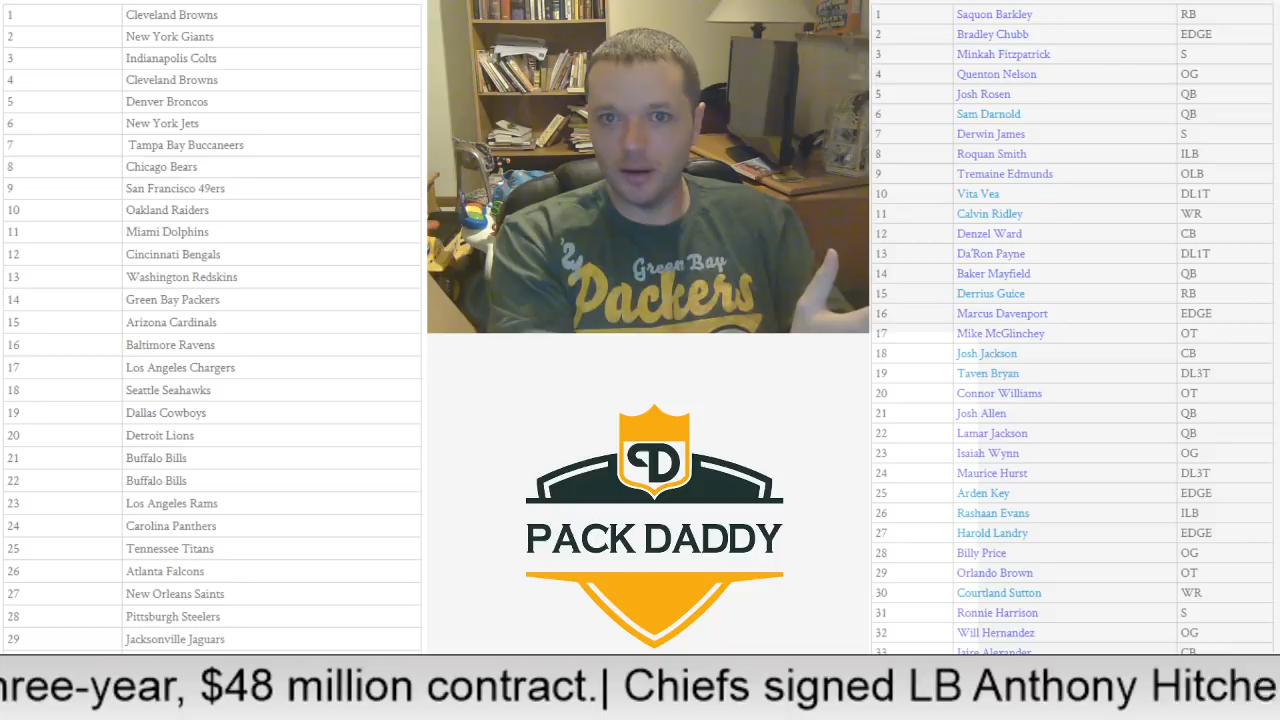 1 Cleveland Browns
2 New York Giants
3 Indianapolis Colts
4 Cleveland Browns
5 Denver Broncos
6 New York Jets
7 Tampa Bay Buccaneers
8 Chicago Bears
9 San Francisco 49ers
10 Oakland Raiders
11 Miami Dolphins
12 Cincinnati Bengals
13 Washington Redskins
14 Green Bay Packers
15 Arizona Cardinals
16 Baltimore Ravens
17 Los Angeles Chargers
18 Seattle Seahawks
19 Dallas Cowboys
20 Detroit Lions
21 Buffalo Bills
22 Buffalo Bills
23 Los Angeles Rams
24 Carolina Panthers
25 Tennessee Titans
26 Atlanta Falcons
27 New Orleans Saints
28 Pittsburgh Steelers
29 Jacksonville Jaguars
Green Bay
Packers
PD
PACK DADDY
1 Saquon Barkley RB
2 Bradley Chubb EDGE
3 Minkah Fitzpatrick S
4 Quenton Nelson OG
5 Josh Rosen QB
6 Sam Darnold QB
7 Derwin James S
8 Roquan Smith ILB
9 Tremaine Edmunds OLB
10 Vita Vea DL1T
11 Calvin Ridley WR
12 Denzel Ward CB
13 Da'Ron Payne DL1T
14 Baker Mayfield QB
15 Derrius Guice RB
16 Marcus Davenport EDGE
17 Mike McGlinchey OT
18 Josh Jackson CB
19 Taven Bryan DL3T
20 Connor Williams OT
21 Josh Allen QB
22 Lamar Jackson QB
23 Isaiah Wynn OG
24 Maurice Hurst DL3T
25 Arden Key EDGE
26 Rashaan Evans ILB
27 Harold Landry EDGE
28 Billy Price OG
29 Orlando Brown OT
30 Courtland Sutton WR
31 Ronnie Harrison S
32 Will Hernandez OG
33 Jaire Alexander CB
hree-year, $48 million contract.| Chiefs signed LB Anthony Hitche